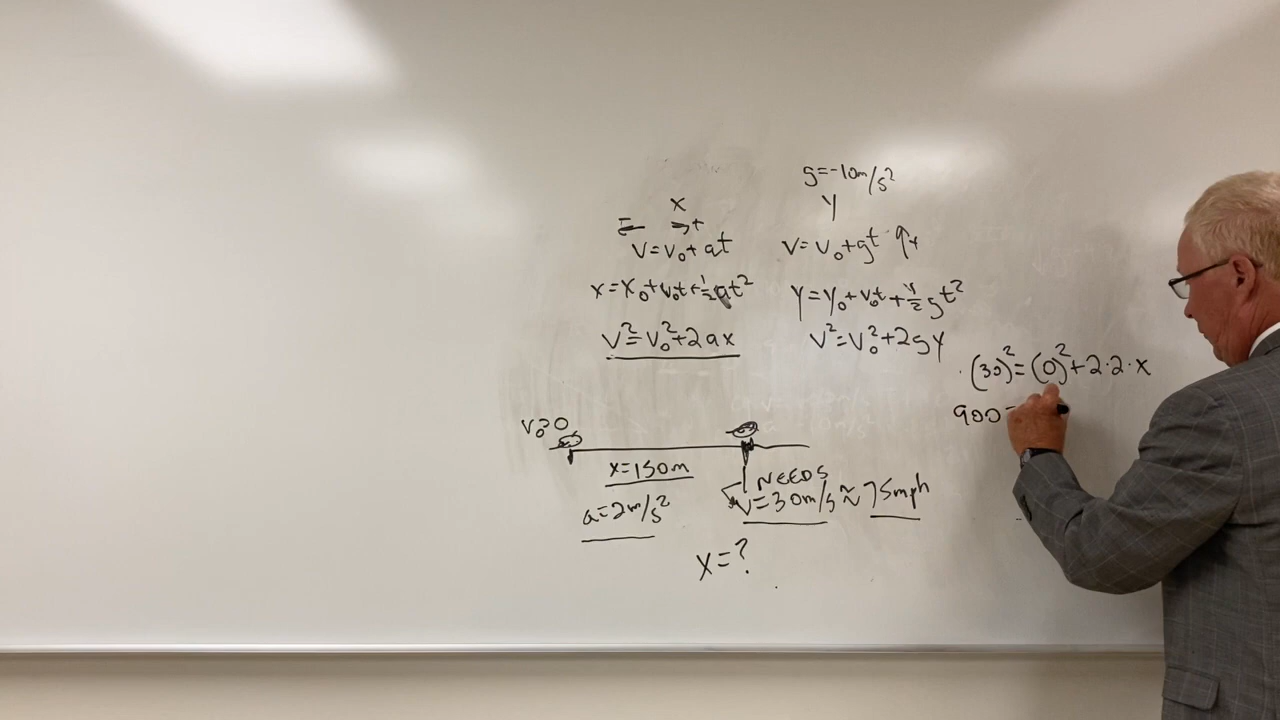 g=-10m/s²
x
Y
- +
V=V₀+at
V=V₀+gt +
x=x₀+v₀t+½at²
Y=Y₀+v₀t+½gt²
V²=V₀²+2ax
V²=V₀²+2gY
(30)²=(0)²+2·2·x
900=
V₀=0
x=150m
NEEDS
V=30m/s≈75mph
a=2m/s²
x=?